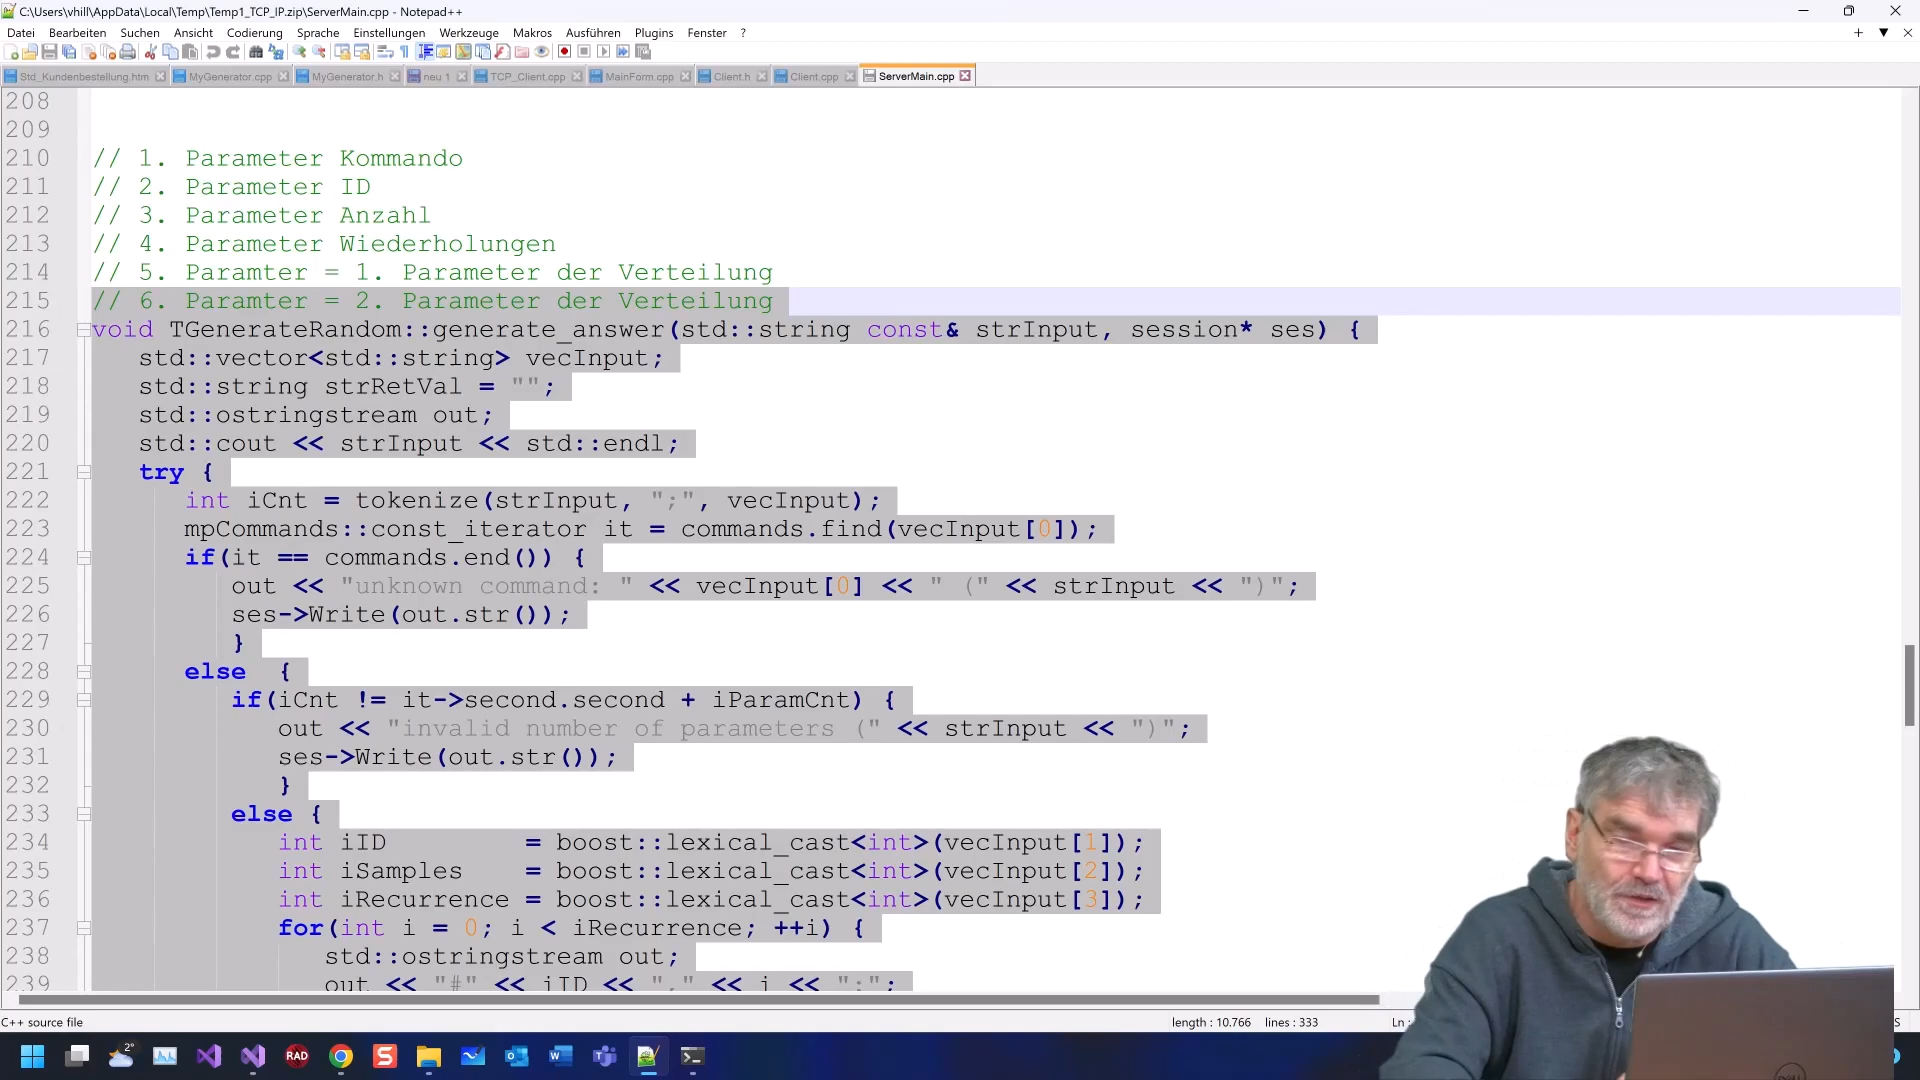 C:\Users\vhill\AppData\Local\Temp\Temp1_TCP_IP.zip\ServerMain.cpp - Notepad++
Datei Bearbeiten Suchen Ansicht Codierung Sprache Einstellungen Werkzeuge Makros Ausführen Plugins Fenster ?
Std_Kundenbestellung.htm MyGenerator.cpp MyGenerator.h neu 1 TCP_Client.cpp MainForm.cpp Client.h Client.cpp ServerMain.cpp
208
209
210 // 1. Parameter Kommando
211 // 2. Parameter ID
212 // 3. Parameter Anzahl
213 // 4. Parameter Wiederholungen
214 // 5. Paramter = 1. Parameter der Verteilung
215 // 6. Paramter = 2. Parameter der Verteilung
216 void TGenerateRandom::generate_answer(std::string const& strInput, session* ses) {
217 std::vector<std::string> vecInput;
218 std::string strRetVal = "";
219 std::ostringstream out;
220 std::cout << strInput << std::endl;
221 try {
222 int iCnt = tokenize(strInput, ";", vecInput);
223 mpCommands::const_iterator it = commands.find(vecInput[0]);
224 if(it == commands.end()) {
225 out << "unknown command: " << vecInput[0] << " (" << strInput << ")";
226 ses->Write(out.str());
227 }
228 else {
229 if(iCnt != it->second.second + iParamCnt) {
230 out << "invalid number of parameters (" << strInput << ")";
231 ses->Write(out.str());
232 }
233 else {
234 int iID = boost::lexical_cast<int>(vecInput[1]);
235 int iSamples = boost::lexical_cast<int>(vecInput[2]);
236 int iRecurrence = boost::lexical_cast<int>(vecInput[3]);
237 for(int i = 0; i < iRecurrence; ++i) {
238 std::ostringstream out;
239 out << "#" << iID << "," << i << ":";
C++ source file length : 10.766 lines : 333 Ln :
2° RAD
DELL